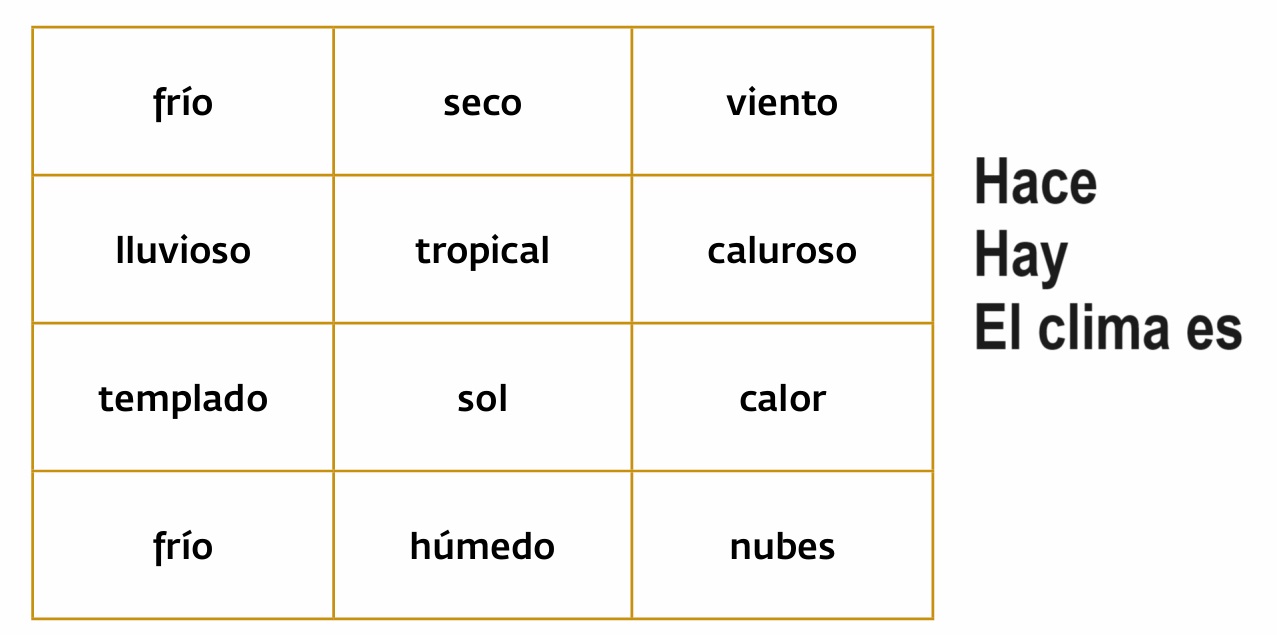 frío seco viento
lluvioso tropical caluroso
templado sol calor
frío húmedo nubes
Hace
Hay
El clima es